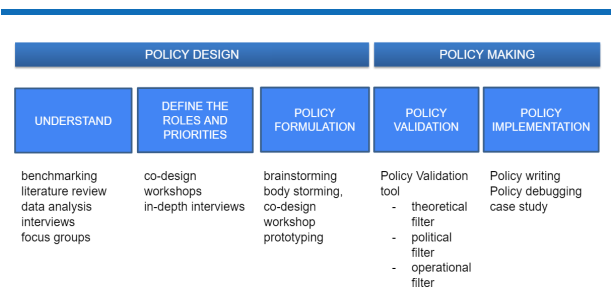 POLICY DESIGN
POLICY MAKING
UNDERSTAND
DEFINE THE
ROLES AND
PRIORITIES
POLICY
FORMULATION
POLICY
VALIDATION
POLICY
IMPLEMENTATION
benchmarking
literature review
data analysis
interviews
focus groups
co-design
workshops
in-depth interviews
brainstorming
body storming,
co-design
workshop
prototyping
Policy Validation
tool
- theoretical
filter
- political
filter
- operational
filter
Policy writing
Policy debugging
case study